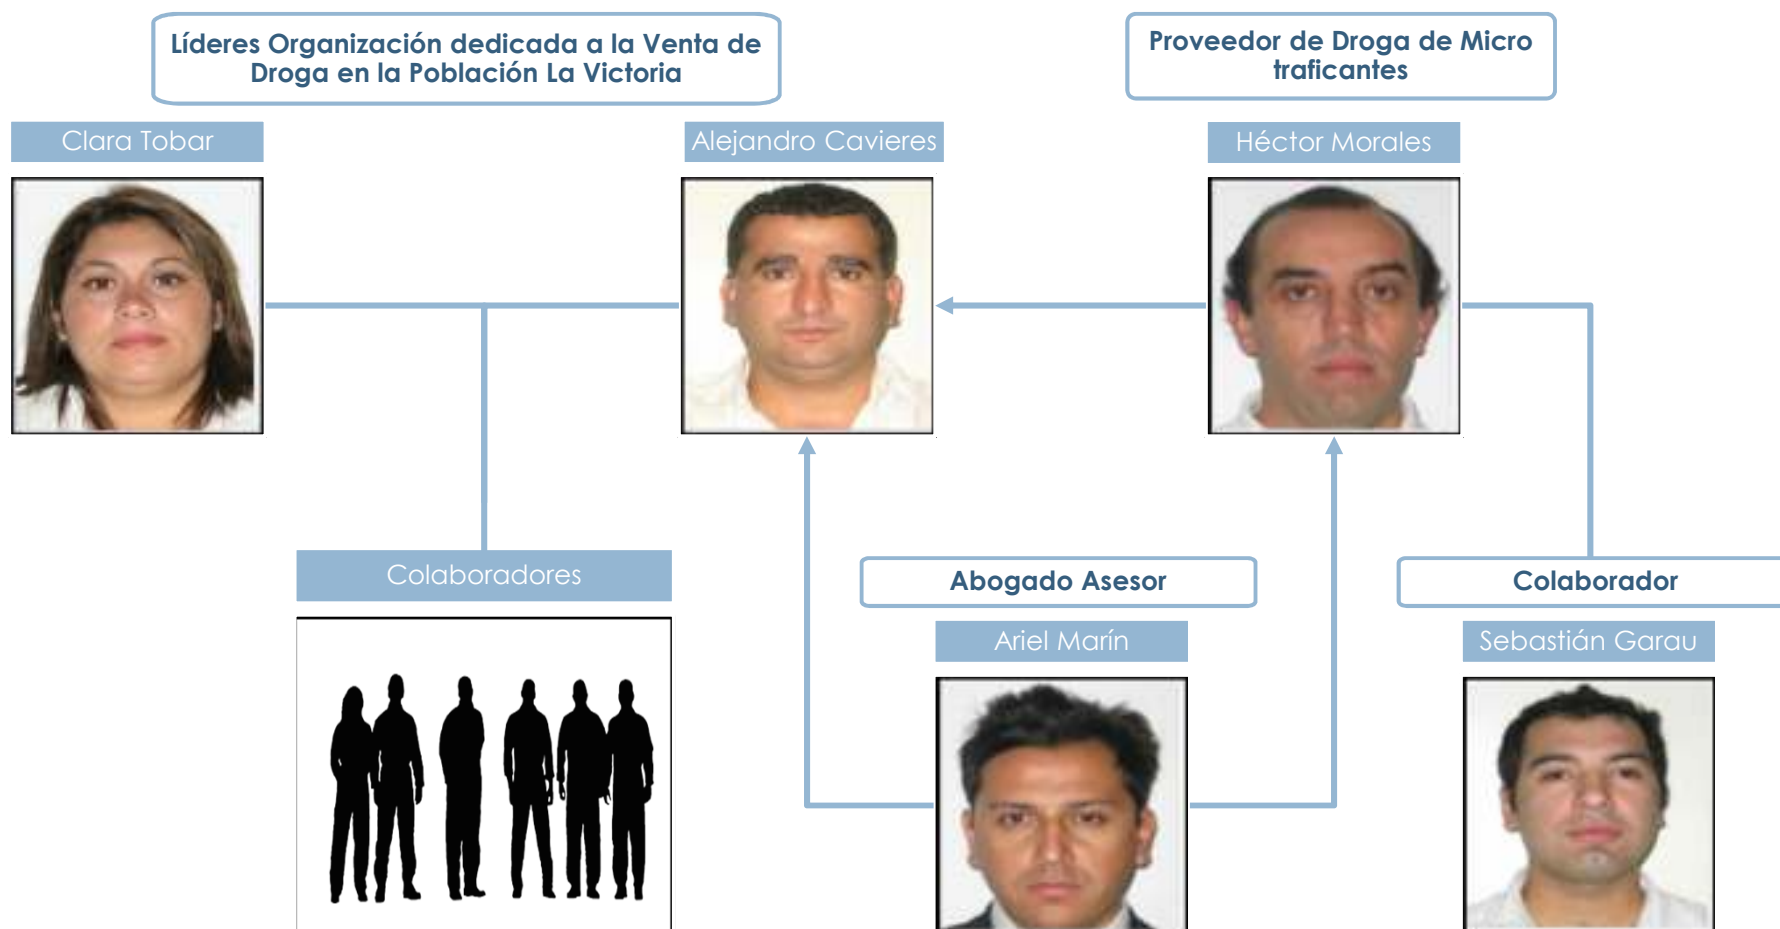 Líderes Organización dedicada a la Venta de
Droga en la Población La Victoria
Proveedor de Droga de Micro
traficantes
Clara Tobar
Alejandro Cavieres
Héctor Morales
Colaboradores
Abogado Asesor
Colaborador
Ariel Marín
Sebastián Garau